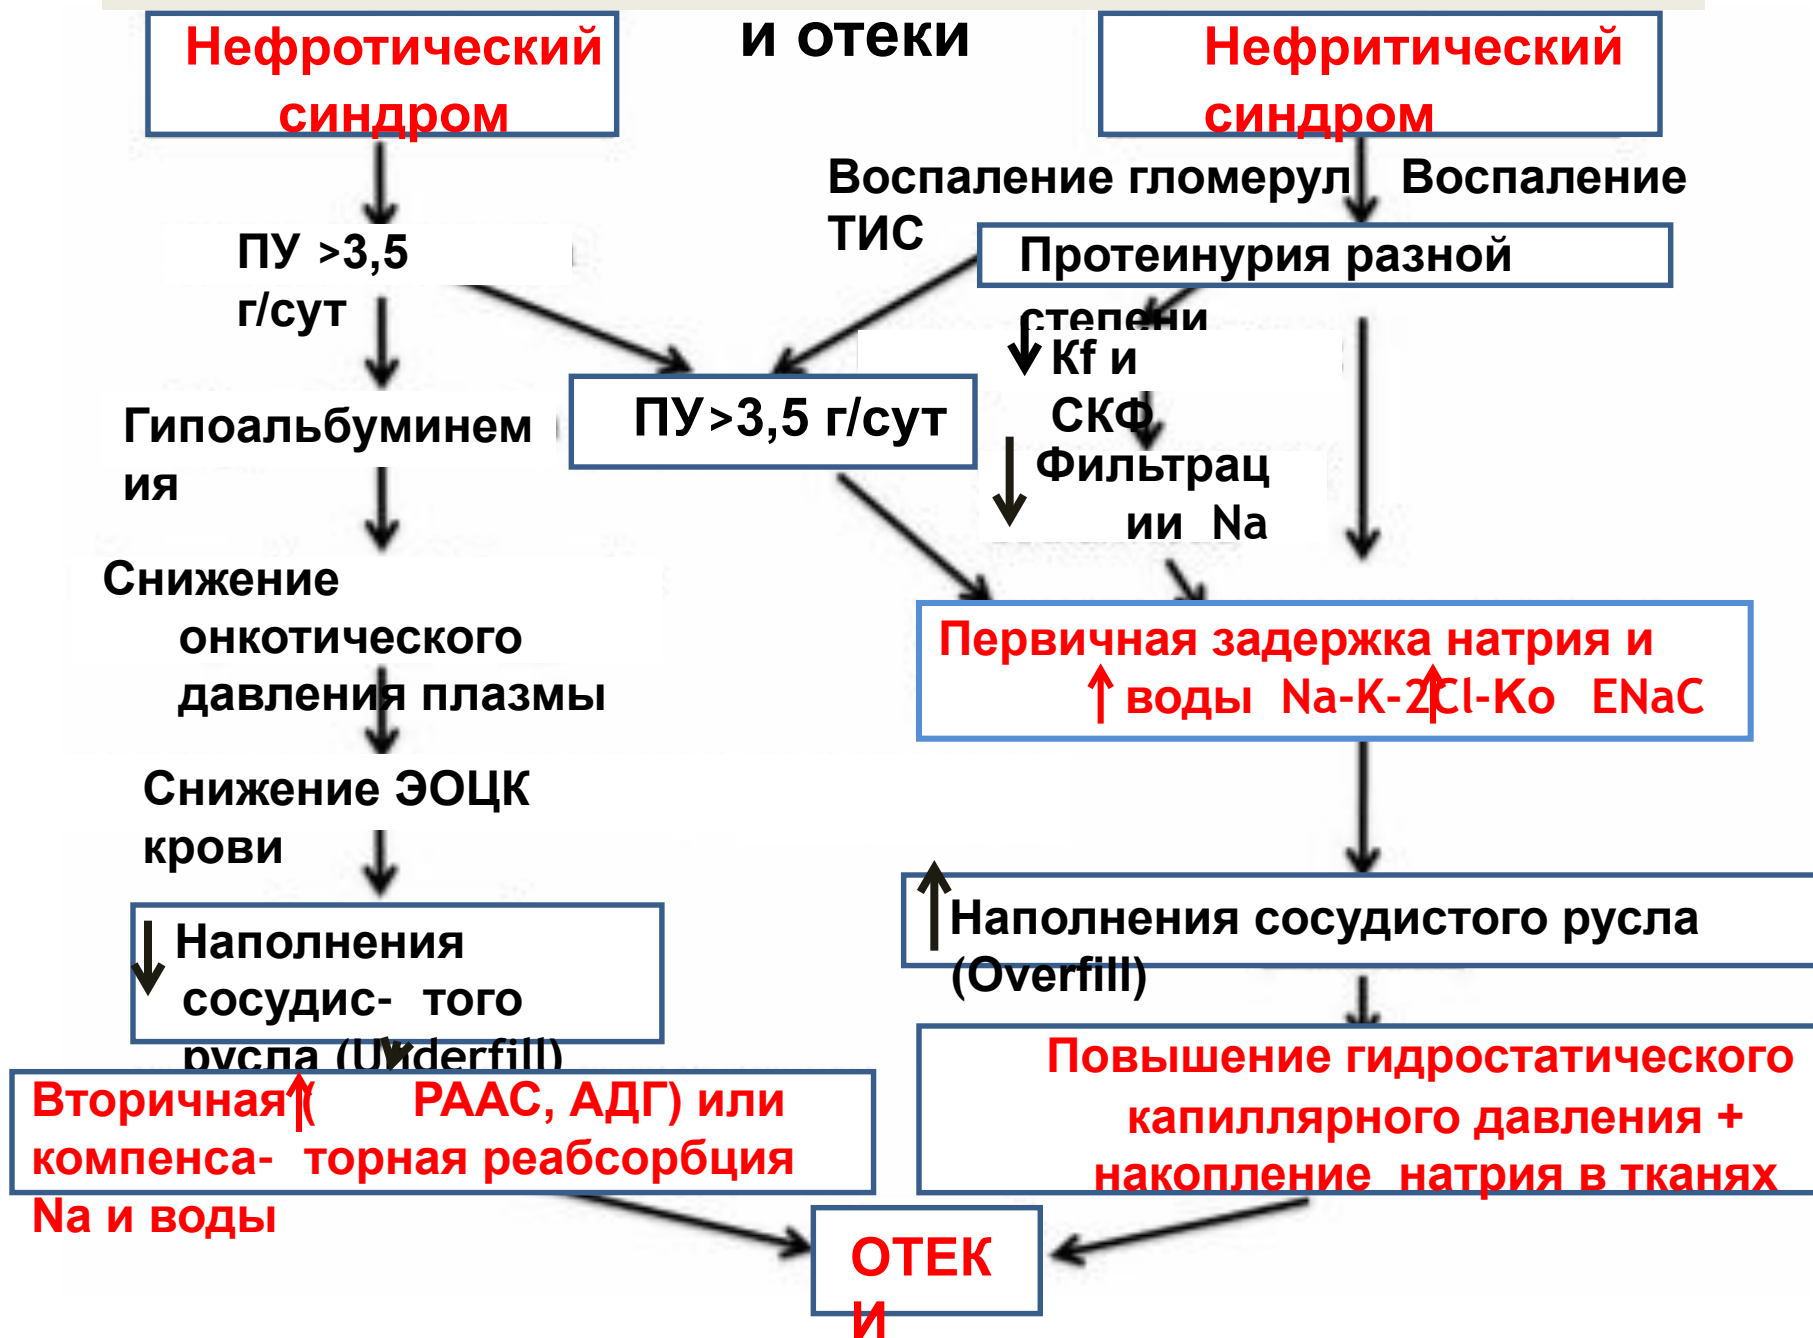 и отеки
Нефротический
синдром
Нефритический
синдром
Воспаление гломерул Воспаление
ТИС
ПУ >3,5
г/сут
Протеинурия разной
степени
Kf и
СКФ
ПУ>3,5 г/сут
Гипоальбуминем
ия
Фильтрац
ии Na
Снижение
онкотического
давления плазмы
Первичная задержка натрия и
воды Na-K-2Cl-Ko ENaC
Снижение ЭОЦК
крови
Наполнения
сосудис- того
русла (Underfill)
Наполнения сосудистого русла
(Overfill)
Вторичная ( РААС, АДГ) или
компенса- торная реабсорбция
Na и воды
Повышение гидростатического
капиллярного давления +
накопление натрия в тканях
ОТЕК
И